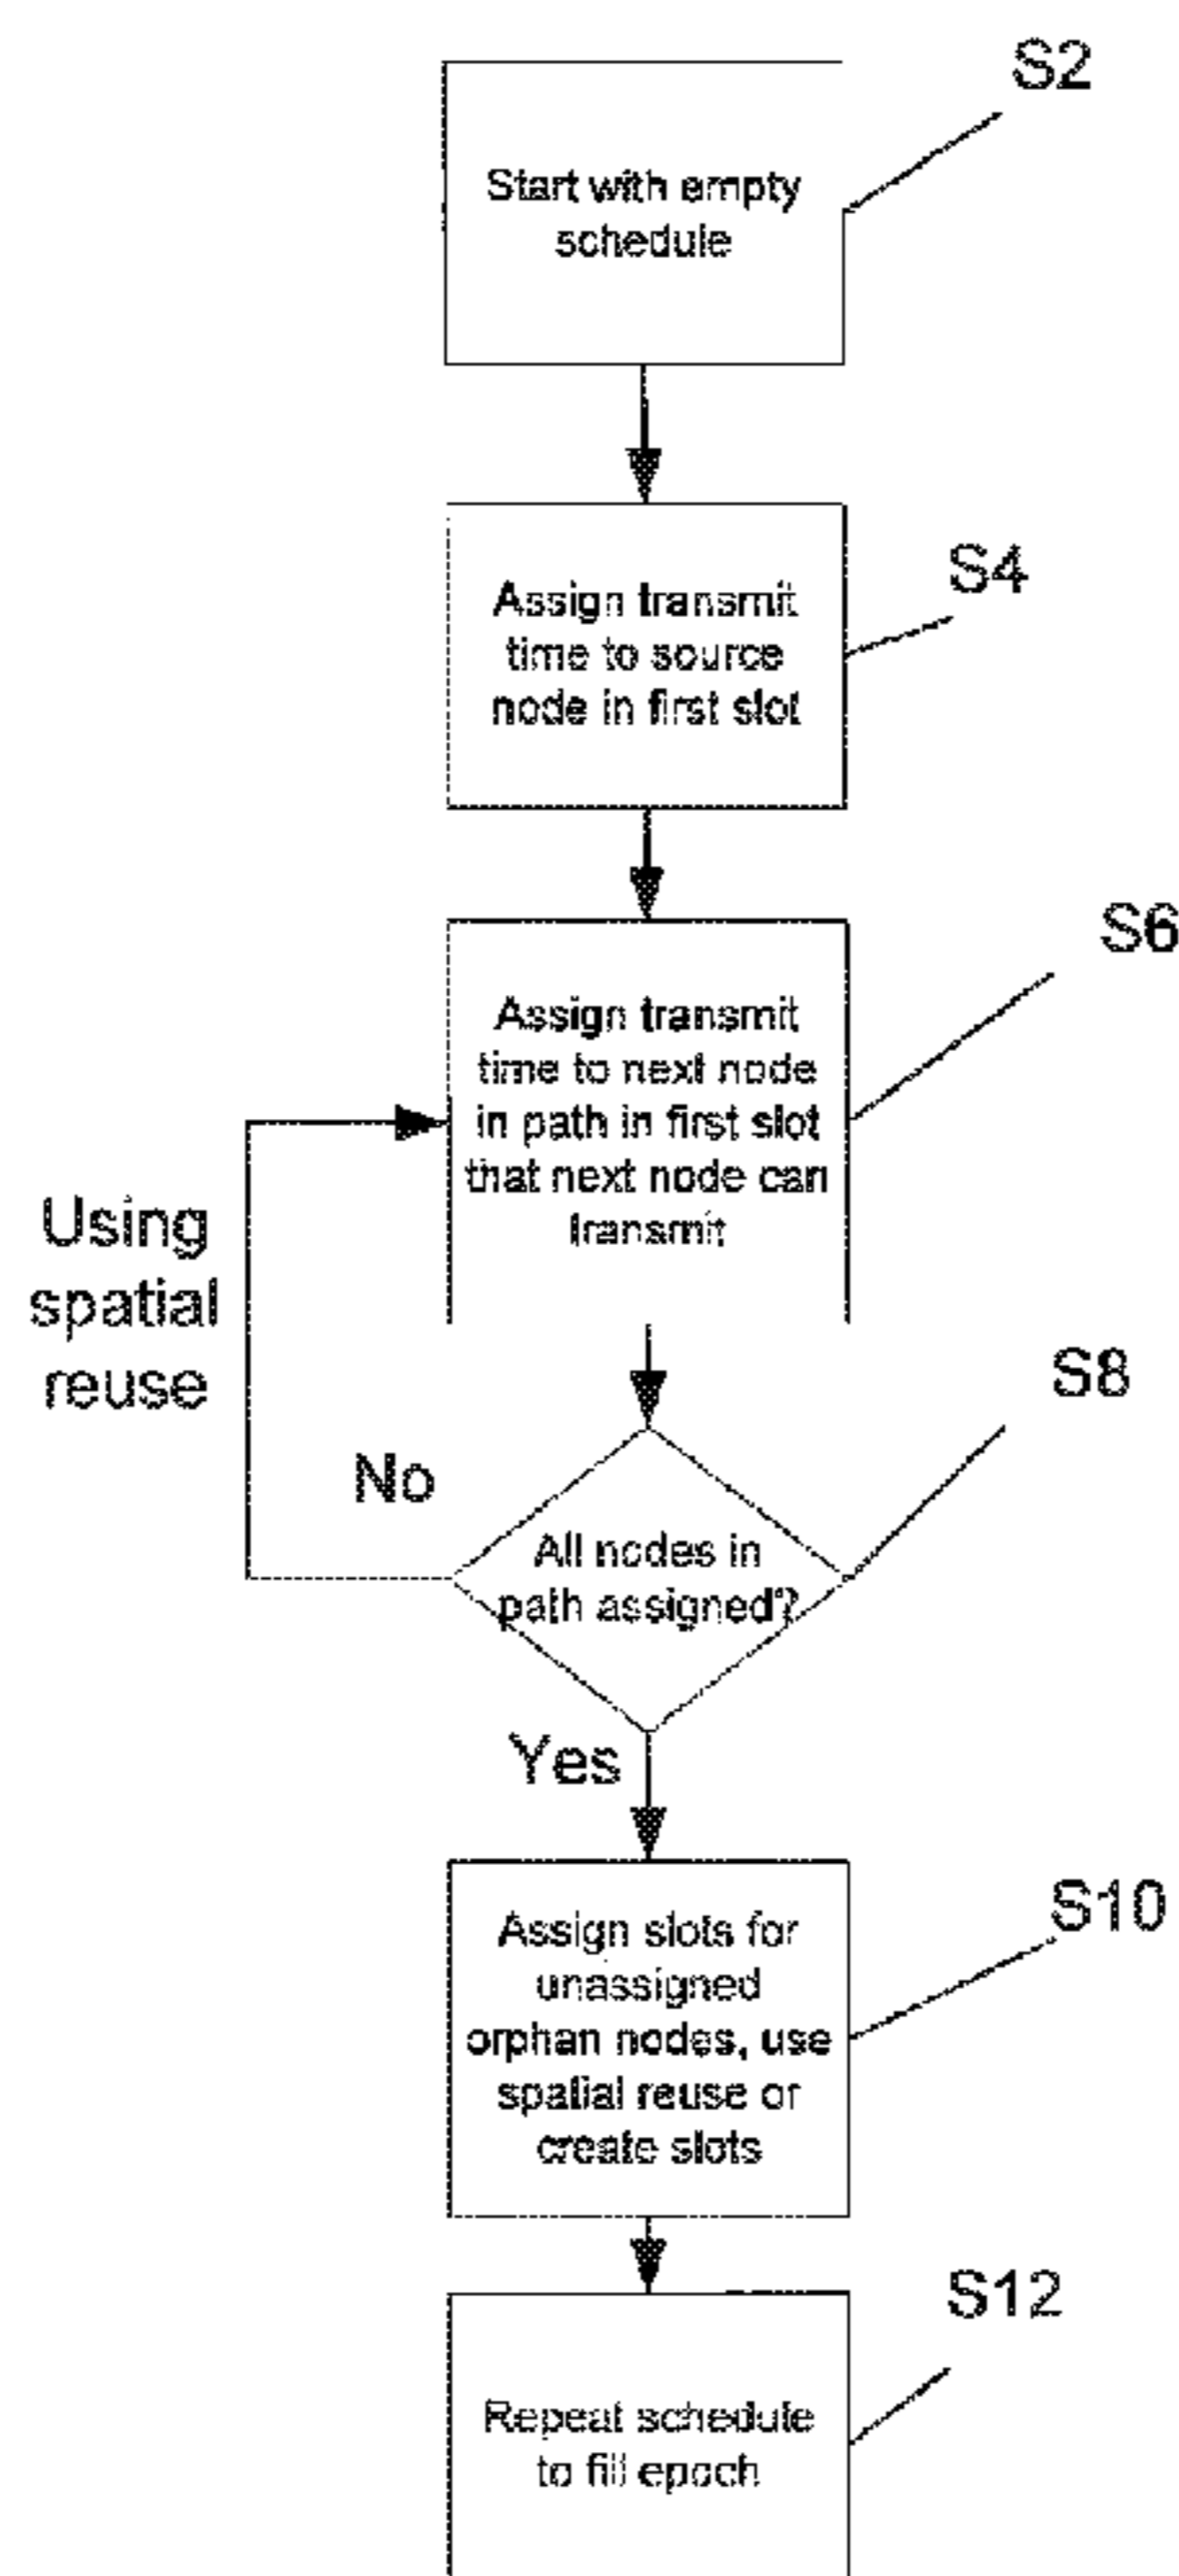 S2
Start with empty
schedule
S4
Assign transmit
time to source
node in first slot
S6
Assign transmit
time to next node
in path in first slot
that next node can
transmit
Using
spatial
reuse
S8
No
All nodes in
path assigned?
Yes
S10
Assign slots for
unassigned
orphan nodes, use
spatial reuse or
create slots
S12
Repeat schedule
to fill epoch